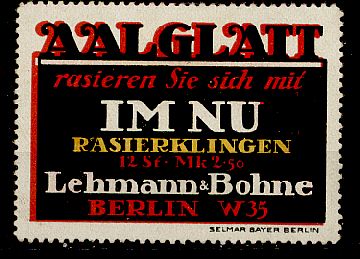 AALGLATT
rasieren Sie sich mit
IM NU
RASIERKLINGEN
12 St · Mk 2.50
Lehmann & Bohne
BERLIN W35
SELMAR BAYER BERLIN